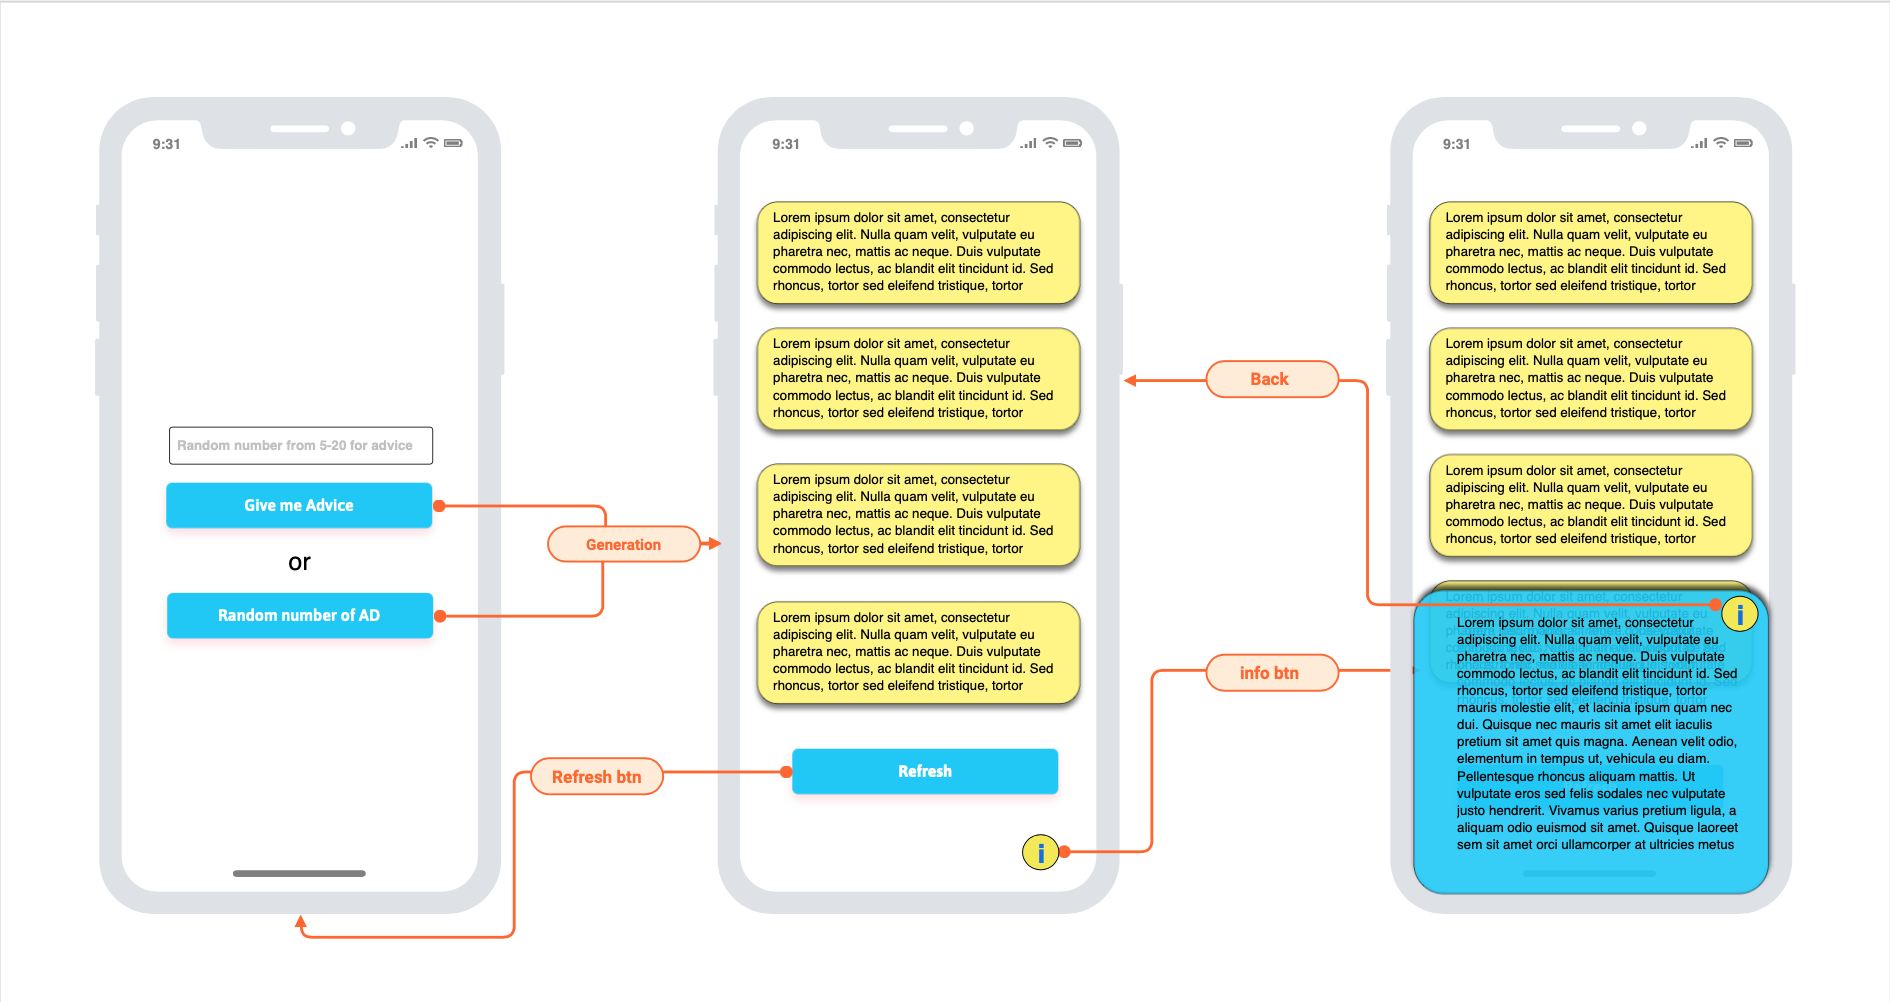 9:31
Random number from 5-20 for advice
Give me Advice
or
Random number of AD
Generation
Refresh btn
9:31
Lorem ipsum dolor sit amet, consectetur
adipiscing elit. Nulla quam velit, vulputate eu
pharetra nec, mattis ac neque. Duis vulputate
commodo lectus, ac blandit elit tincidunt id. Sed
rhoncus, tortor sed eleifend tristique, tortor
Lorem ipsum dolor sit amet, consectetur
adipiscing elit. Nulla quam velit, vulputate eu
pharetra nec, mattis ac neque. Duis vulputate
commodo lectus, ac blandit elit tincidunt id. Sed
rhoncus, tortor sed eleifend tristique, tortor
Lorem ipsum dolor sit amet, consectetur
adipiscing elit. Nulla quam velit, vulputate eu
pharetra nec, mattis ac neque. Duis vulputate
commodo lectus, ac blandit elit tincidunt id. Sed
rhoncus, tortor sed eleifend tristique, tortor
Lorem ipsum dolor sit amet, consectetur
adipiscing elit. Nulla quam velit, vulputate eu
pharetra nec, mattis ac neque. Duis vulputate
commodo lectus, ac blandit elit tincidunt id. Sed
rhoncus, tortor sed eleifend tristique, tortor
Refresh
i
Back
info btn
9:31
Lorem ipsum dolor sit amet, consectetur
adipiscing elit. Nulla quam velit, vulputate eu
pharetra nec, mattis ac neque. Duis vulputate
commodo lectus, ac blandit elit tincidunt id. Sed
rhoncus, tortor sed eleifend tristique, tortor
Lorem ipsum dolor sit amet, consectetur
adipiscing elit. Nulla quam velit, vulputate eu
pharetra nec, mattis ac neque. Duis vulputate
commodo lectus, ac blandit elit tincidunt id. Sed
rhoncus, tortor sed eleifend tristique, tortor
Lorem ipsum dolor sit amet, consectetur
adipiscing elit. Nulla quam velit, vulputate eu
pharetra nec, mattis ac neque. Duis vulputate
commodo lectus, ac blandit elit tincidunt id. Sed
rhoncus, tortor sed eleifend tristique, tortor
Lorem ipsum dolor sit amet, consectetur
i
Lorem ipsum dolor sit amet, consectetur
adipiscing elit. Nulla quam velit, vulputate eu
pharetra nec, mattis ac neque. Duis vulputate
commodo lectus, ac blandit elit tincidunt id. Sed
rhoncus, tortor sed eleifend tristique, tortor
mauris molestie elit, et lacinia ipsum quam nec
dui. Quisque nec mauris sit amet elit iaculis
pretium sit amet quis magna. Aenean velit odio,
elementum in tempus ut, vehicula eu diam.
Pellentesque rhoncus aliquam mattis. Ut
vulputate eros sed felis sodales nec vulputate
justo hendrerit. Vivamus varius pretium ligula, a
aliquam odio euismod sit amet. Quisque laoreet
sem sit amet orci ullamcorper at ultricies metus